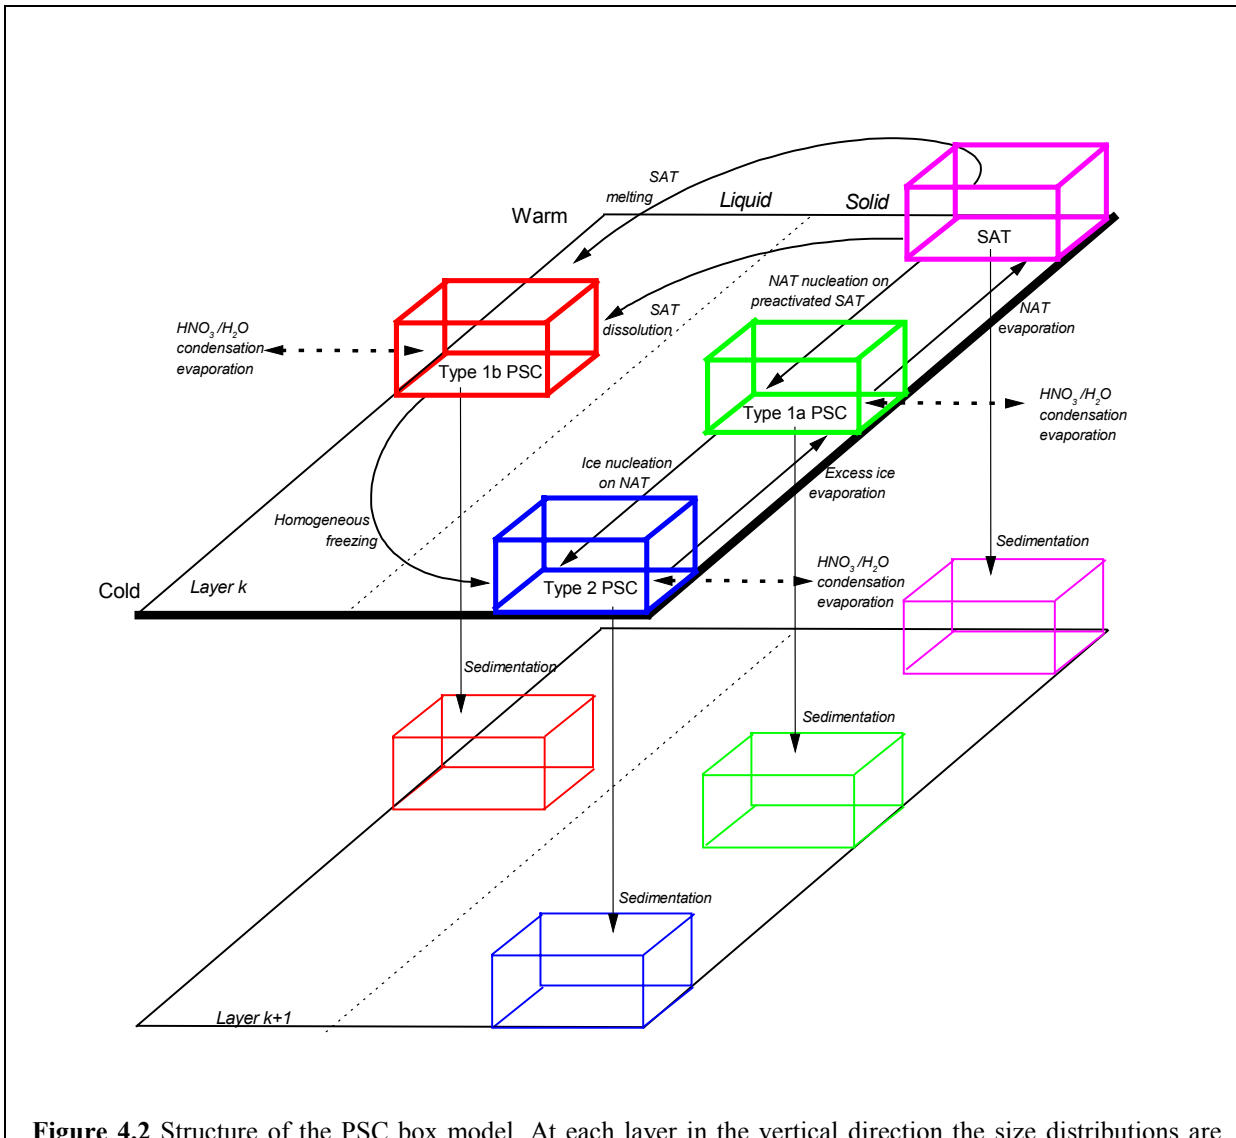 SAT
melting
Liquid
Solid
Warm
SAT
NAT nucleation on
preactivated SAT
SAT
dissolution
NAT
evaporation
HNO3/H2O
condensation
evaporation
Type 1b PSC
Type 1a PSC
HNO3/H2O
condensation
evaporation
Ice nucleation
on NAT
Excess ice
evaporation
Homogeneous
freezing
Sedimentation
HNO3/H2O
condensation
evaporation
Cold
Layer k
Type 2 PSC
Sedimentation
Sedimentation
Sedimentation
Layer k+1
Figure 4.2 Structure of the PSC box model. At each layer in the vertical direction the size distributions are